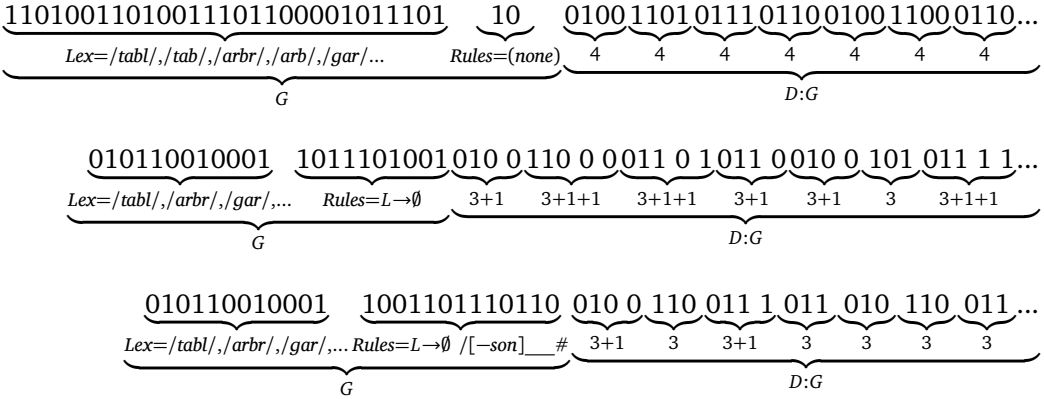 11010011010011101100001011101 10 0100 1101 0111 0110 0100 1100 0110...
Lex=/tabl/,/tab/,/arbr/,/arb/,/gar/... Rules=(none) 4 4 4 4 4 4 4
G D:G
010110010001 1011101001 010 0 110 0 0 011 0 1 011 0 010 0 101 011 1 1...
Lex=/tabl/,/arbr/,/gar/,... Rules=L→∅ 3+1 3+1+1 3+1+1 3+1 3+1 3 3+1+1
G D:G
010110010001 1001101110110 010 0 110 011 1 011 010 110 011...
Lex=/tabl/,/arbr/,/gar/,... Rules=L→∅ /[−son]__# 3+1 3 3+1 3 3 3 3
G D:G